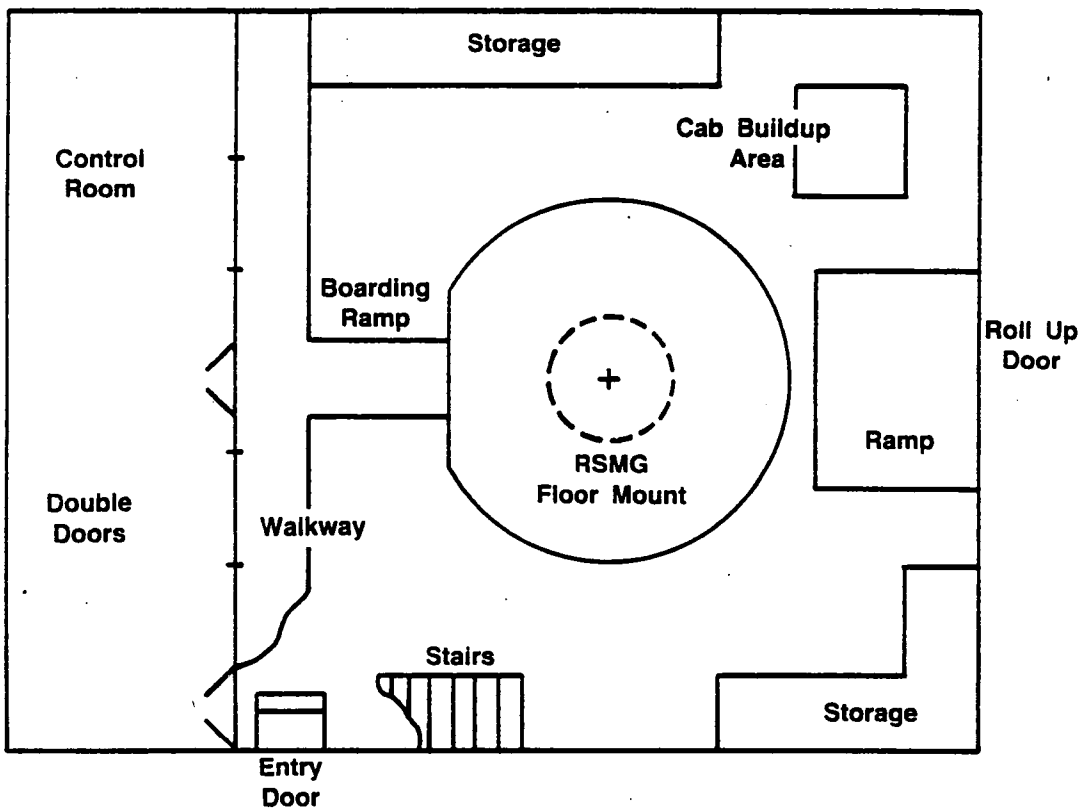 Storage
Cab Buildup
Area
Control
Room
Boarding
Ramp
Roll Up
Door
Ramp
RSMG
Floor Mount
Double
Doors
Walkway
Stairs
Storage
Entry
Door